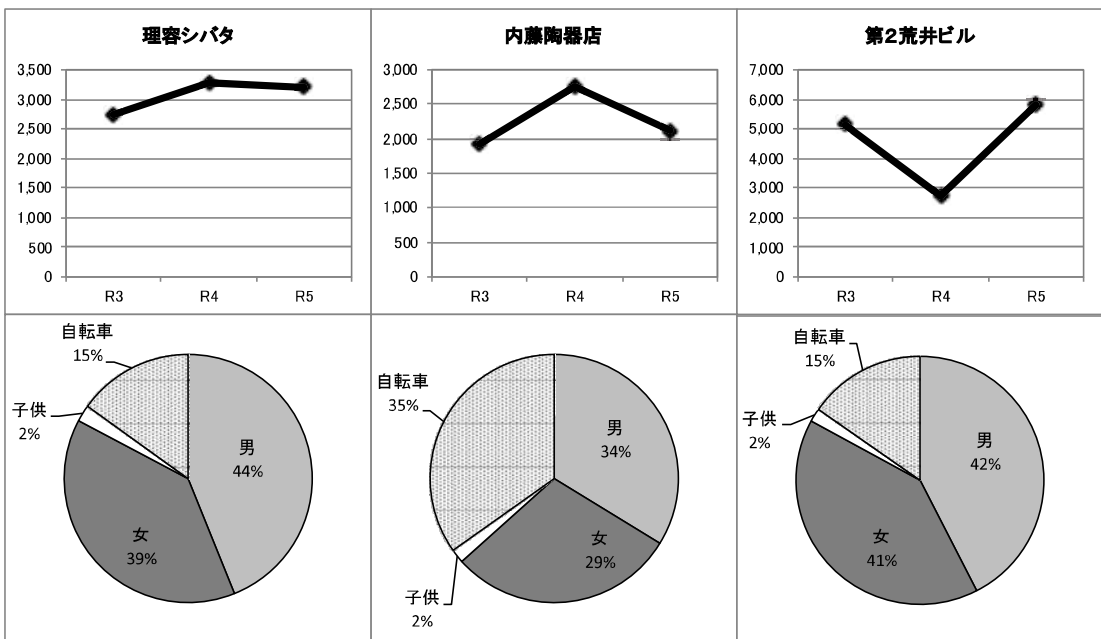 理容シバタ
3,500
3,000
2,500
2,000
1,500
1,000
500
0
R3 R4 R5
内藤陶器店
3,000
2,500
2,000
1,500
1,000
500
0
R3 R4 R5
第2荒井ビル
7,000
6,000
5,000
4,000
3,000
2,000
1,000
0
R3 R4 R5
自転車
15%
子供
2%
男
44%
女
39%
自転車
35%
男
34%
女
29%
子供
2%
自転車
15%
子供
2%
男
42%
女
41%